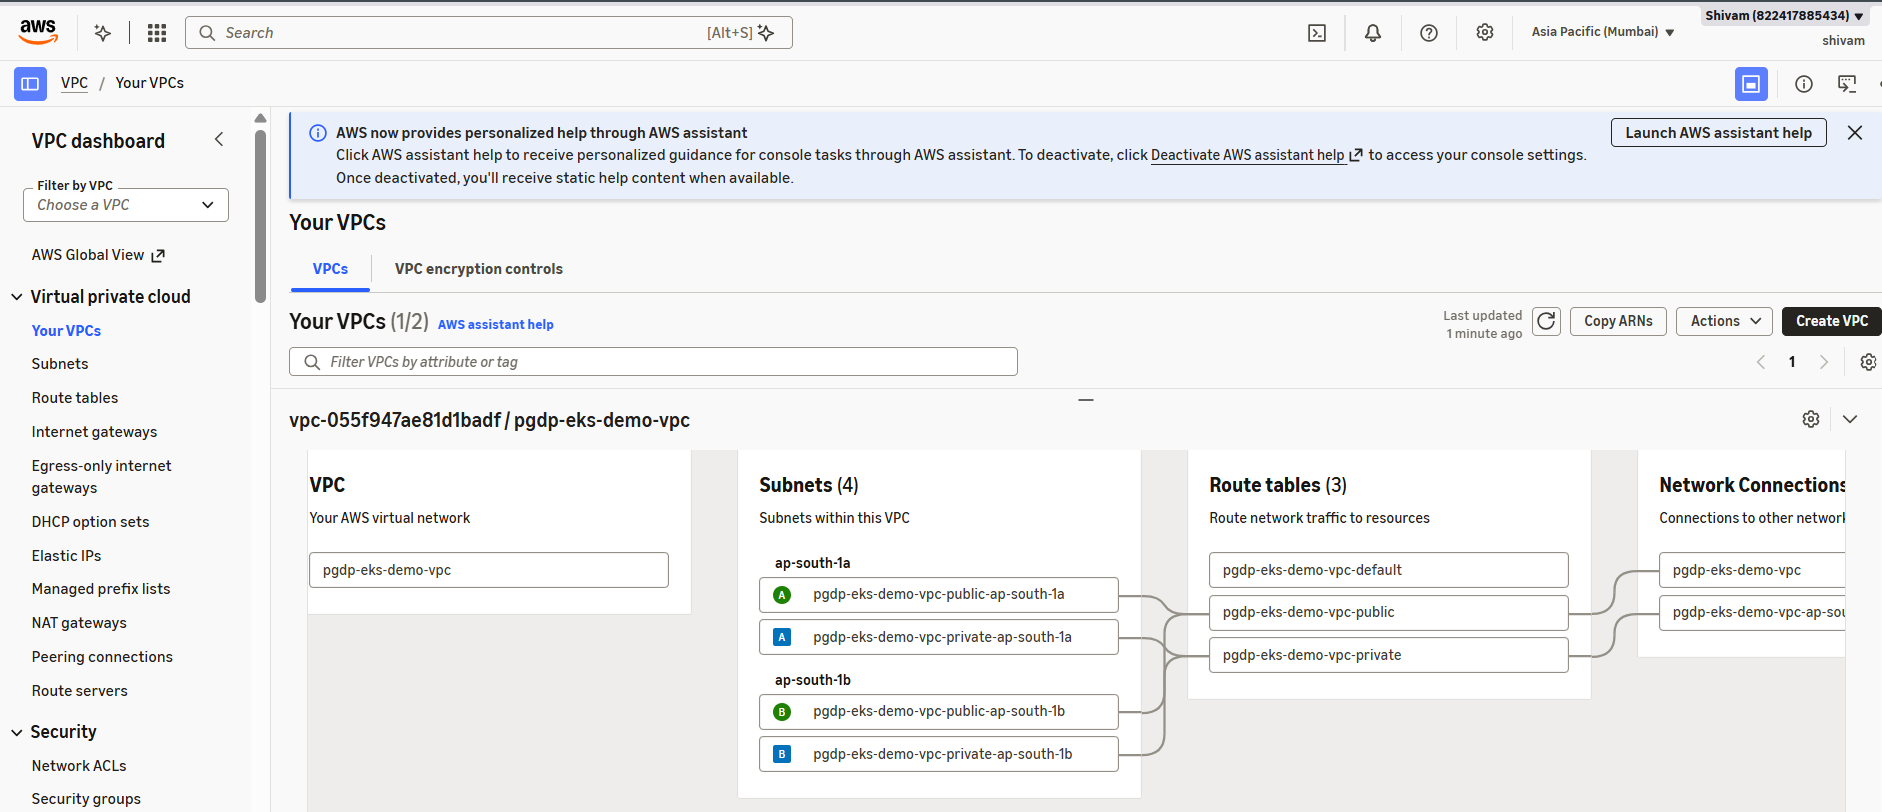 aws
Search
[Alt+S]
Asia Pacific (Mumbai)
Shivam (822417885434)
shivam
VPC / Your VPCs
VPC dashboard
Filter by VPC
Choose a VPC
AWS Global View
Virtual private cloud
Your VPCs
Subnets
Route tables
Internet gateways
Egress-only internet
gateways
DHCP option sets
Elastic IPs
Managed prefix lists
NAT gateways
Peering connections
Route servers
Security
Network ACLs
Security groups
AWS now provides personalized help through AWS assistant
Click AWS assistant help to receive personalized guidance for console tasks through AWS assistant. To deactivate, click Deactivate AWS assistant help to access your console settings.
Once deactivated, you'll receive static help content when available.
Launch AWS assistant help
Your VPCs
VPCs
VPC encryption controls
Your VPCs (1/2) AWS assistant help
Last updated
1 minute ago
Copy ARNs
Actions
Create VPC
Filter VPCs by attribute or tag
1
vpc-055f947ae81d1badf / pgdp-eks-demo-vpc
VPC
Your AWS virtual network
pgdp-eks-demo-vpc
Subnets (4)
Subnets within this VPC
ap-south-1a
A pgdp-eks-demo-vpc-public-ap-south-1a
A pgdp-eks-demo-vpc-private-ap-south-1a
ap-south-1b
B pgdp-eks-demo-vpc-public-ap-south-1b
B pgdp-eks-demo-vpc-private-ap-south-1b
Route tables (3)
Route network traffic to resources
pgdp-eks-demo-vpc-default
pgdp-eks-demo-vpc-public
pgdp-eks-demo-vpc-private
Network Connections
Connections to other network
pgdp-eks-demo-vpc
pgdp-eks-demo-vpc-ap-sou